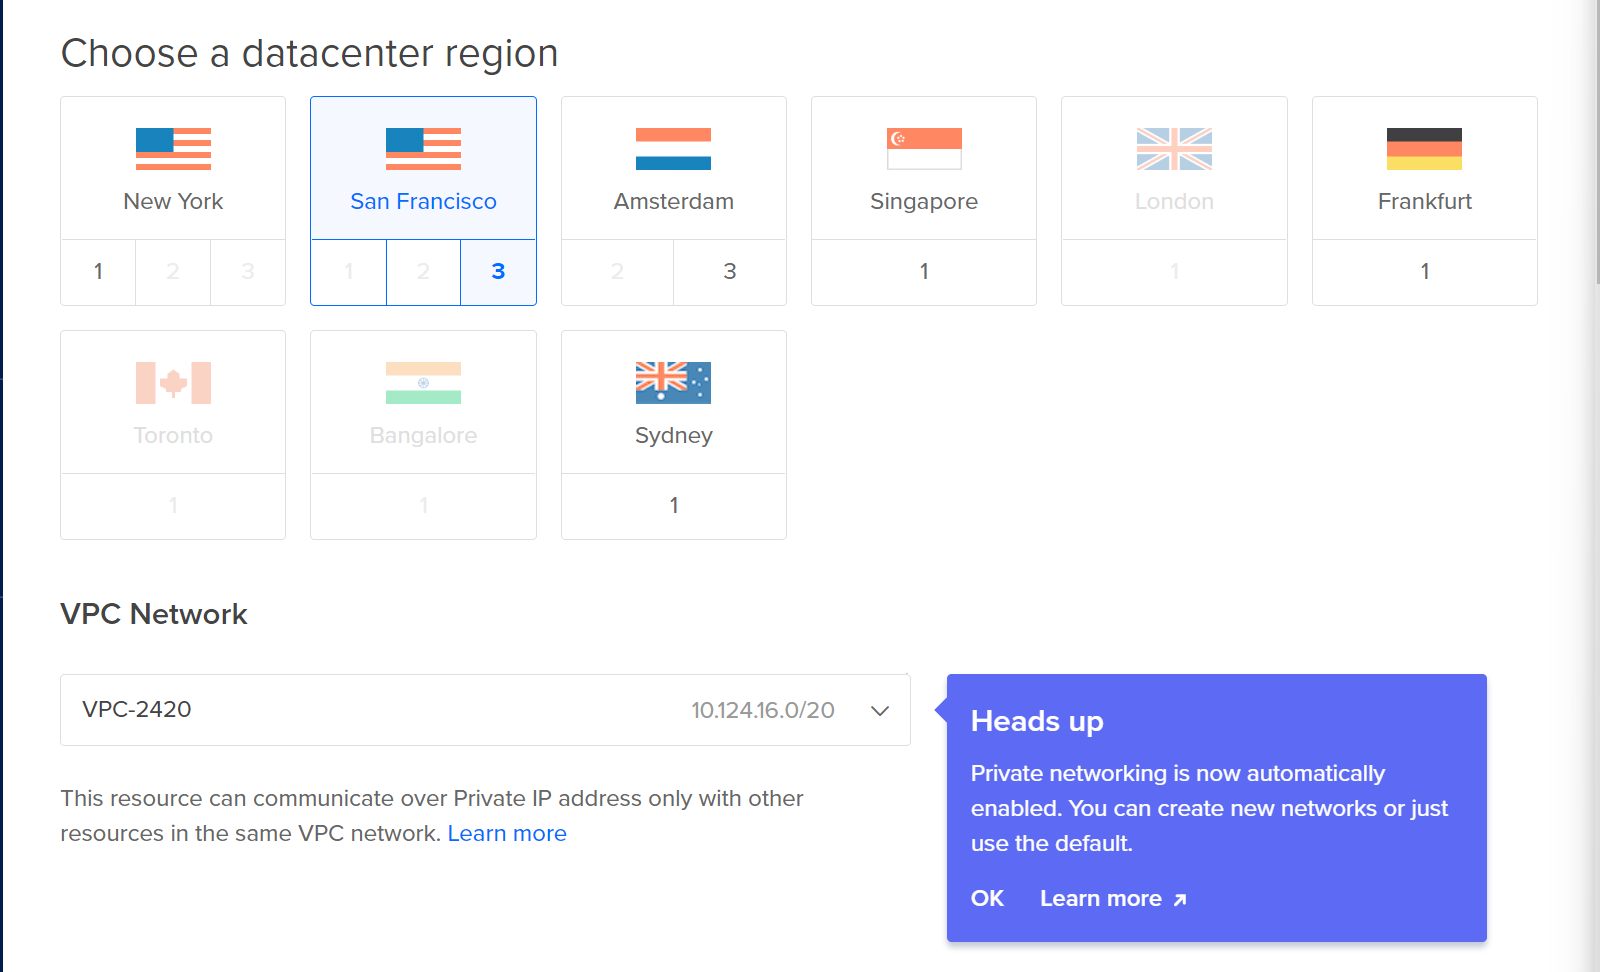 Choose a datacenter region
New York
San Francisco
Amsterdam
Singapore
London
Frankfurt
1 2 3
1 2 3
2 3
1
1
1
Toronto
Bangalore
Sydney
1
1
1
VPC Network
VPC-2420 10.124.16.0/20
This resource can communicate over Private IP address only with other
resources in the same VPC network. Learn more
Heads up
Private networking is now automatically
enabled. You can create new networks or just
use the default.
OK Learn more